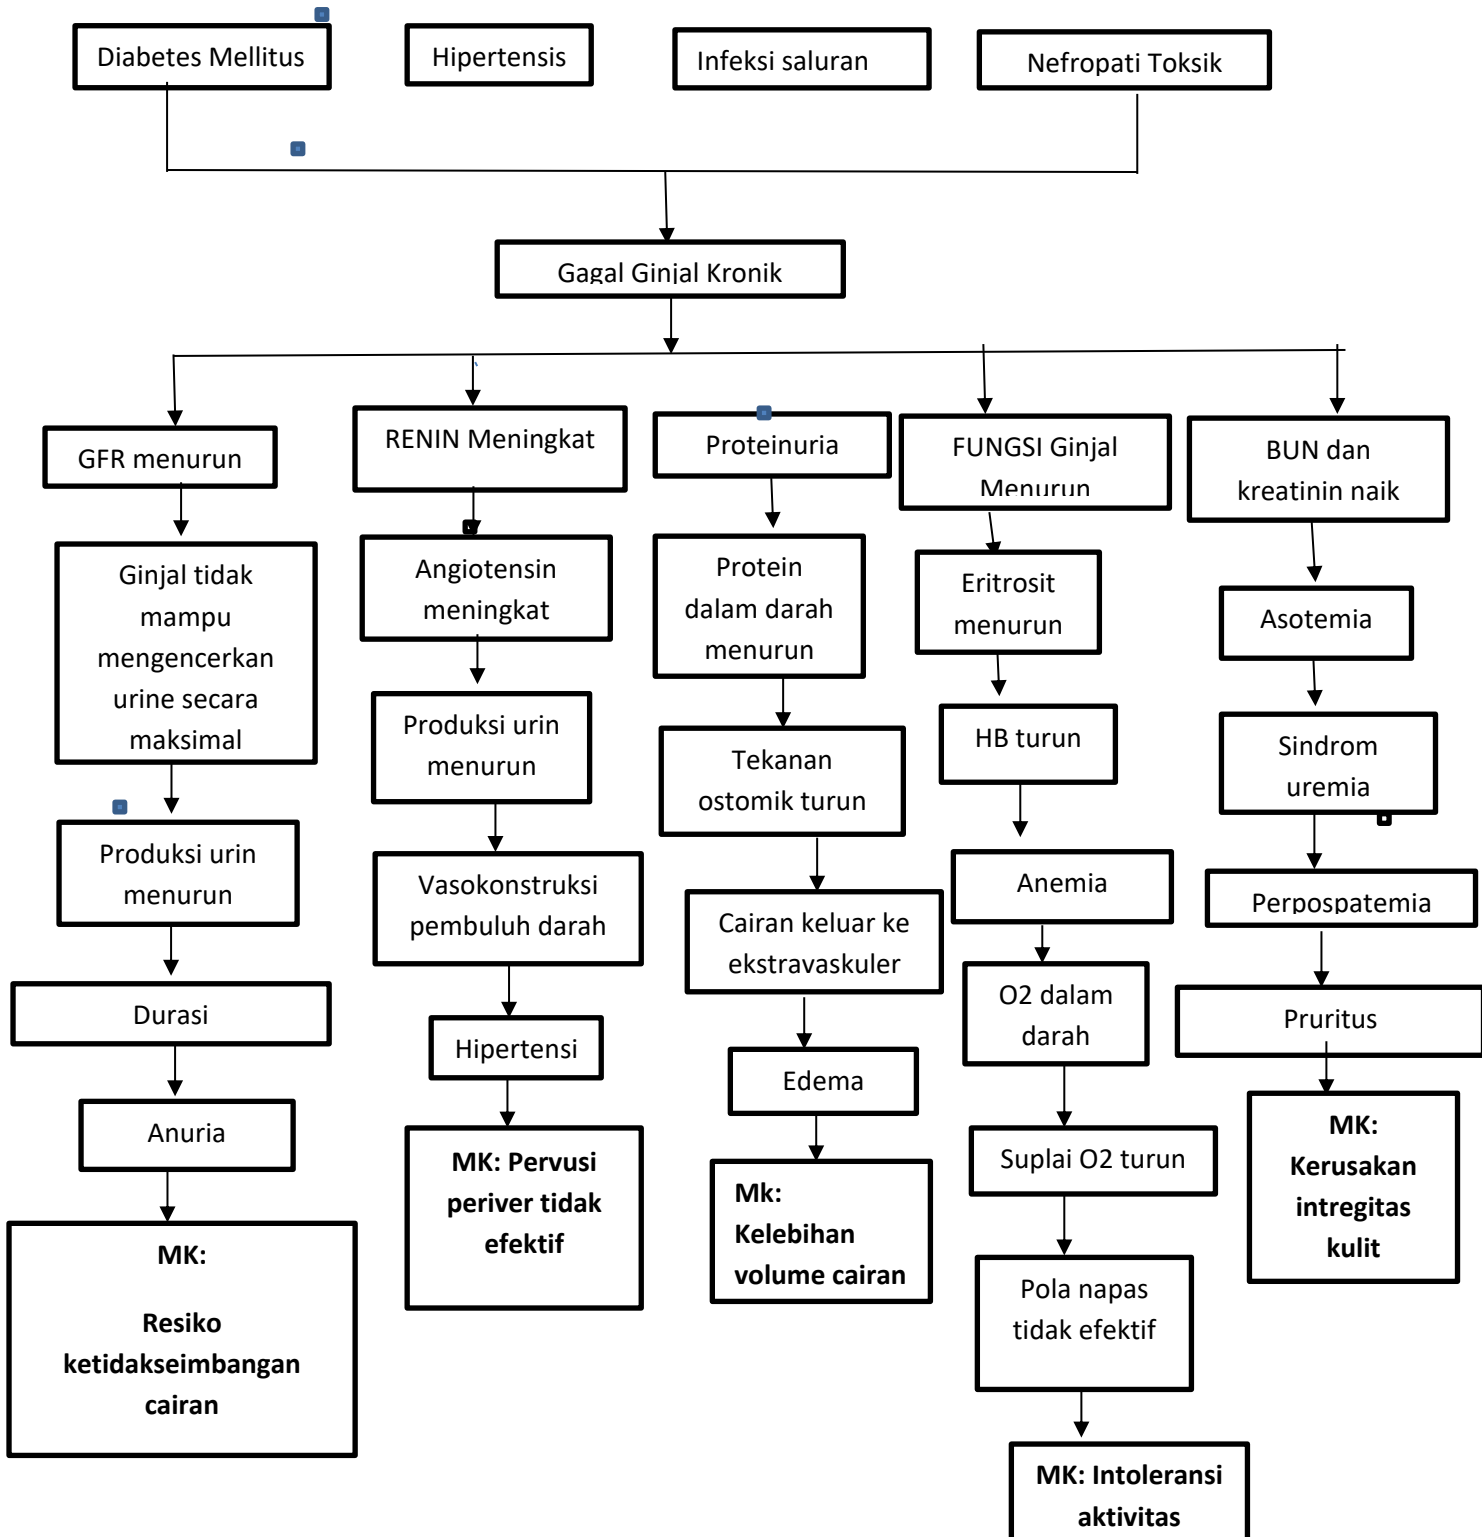 Diabetes Mellitus
Hipertensis
Infeksi saluran
Nefropati Toksik
Gagal Ginjal Kronik
GFR menurun
RENIN Meningkat
Proteinuria
FUNGSI Ginjal
Menurun
BUN dan
kreatinin naik
Ginjal tidak
mampu
mengencerkan
urine secara
maksimal
Angiotensin
meningkat
Protein
dalam darah
menurun
Eritrosit
menurun
Asotemia
Produksi urin
menurun
Tekanan
ostomik turun
HB turun
Sindrom
uremia
Produksi urin
menurun
Vasokonstruksi
pembuluh darah
Cairan keluar ke
ekstravaskuler
Anemia
Perpospatemia
Durasi
Hipertensi
Edema
O2 dalam
darah
Pruritus
Anuria
MK: Pervusi
periver tidak
efektif
Mk:
Kelebihan
volume cairan
Suplai O2 turun
MK:
Kerusakan
intregitas
kulit
MK:
Resiko
ketidakseimbangan
cairan
Pola napas
tidak efektif
MK: Intoleransi
aktivitas